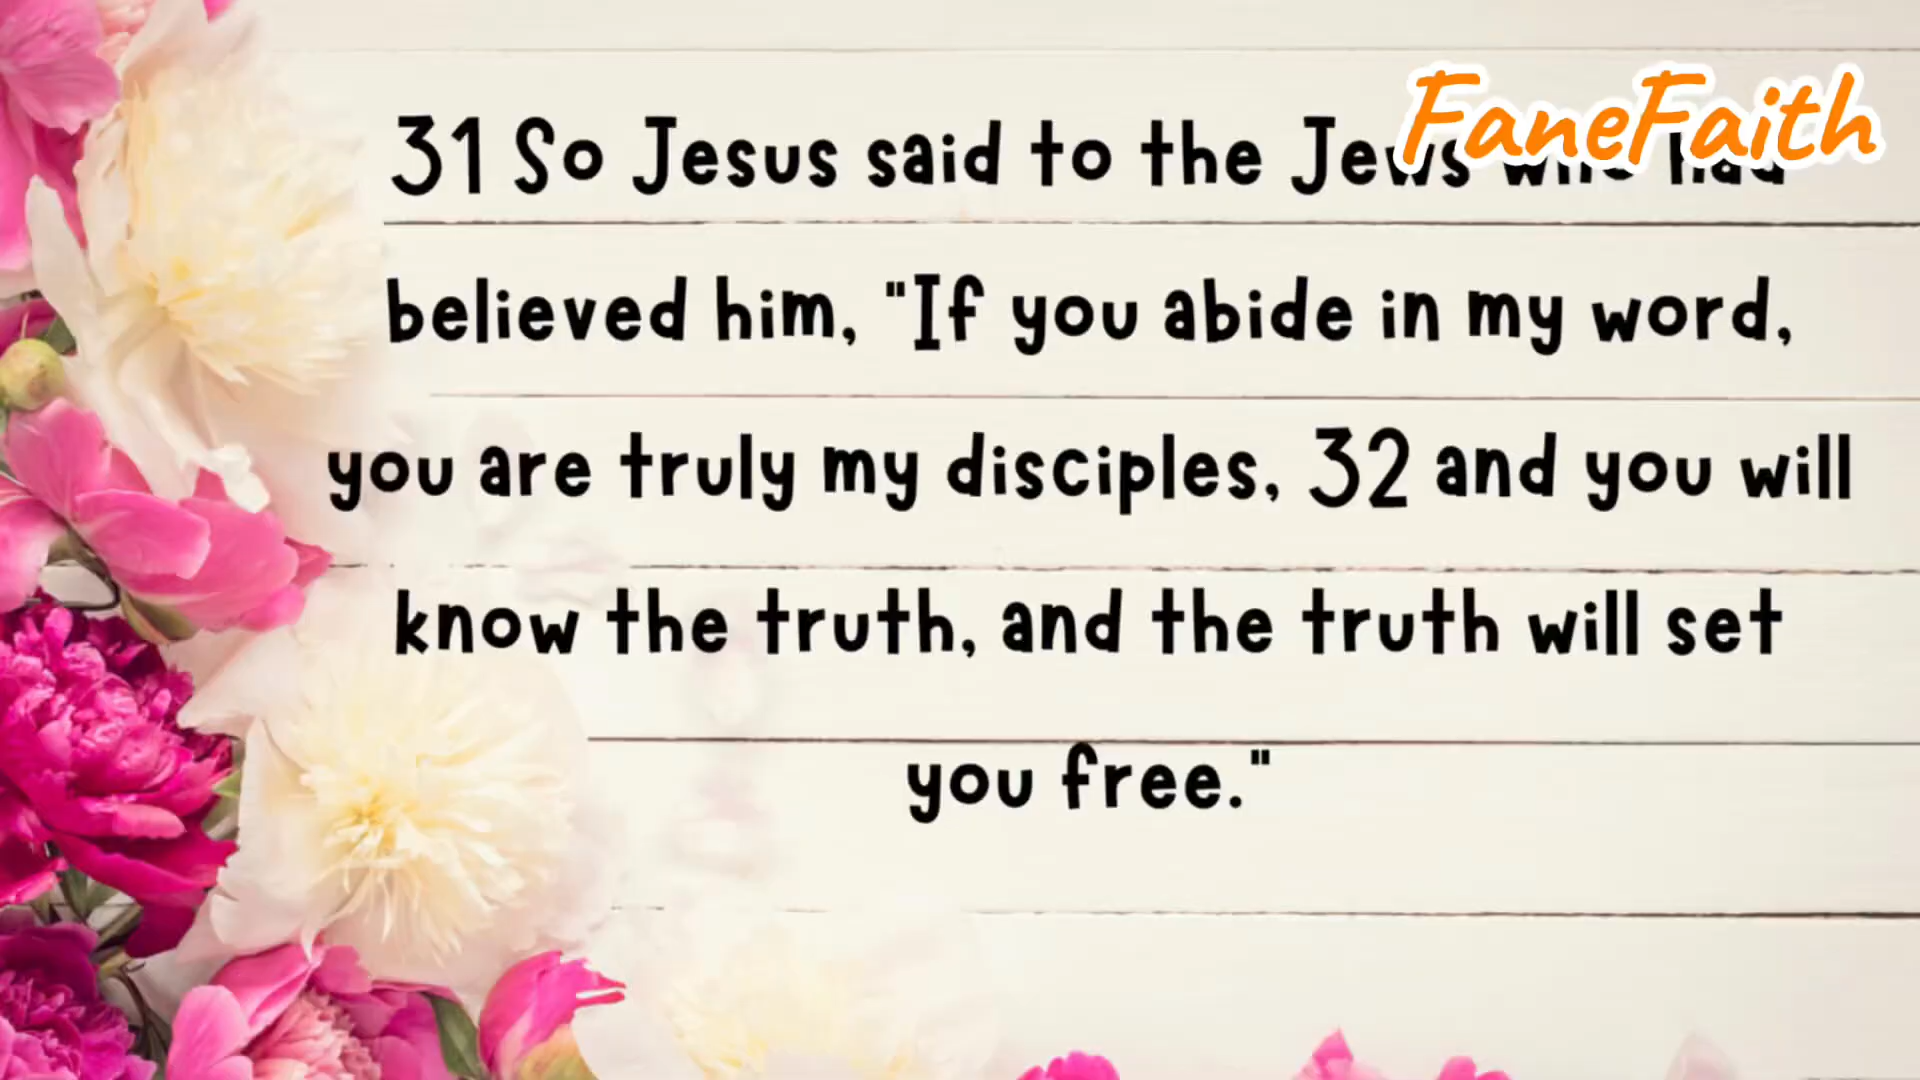 FaneFaith
31 So Jesus said to the Jews who had
believed him, "If you abide in my word,
you are truly my disciples, 32 and you will
know the truth, and the truth will set
you free."